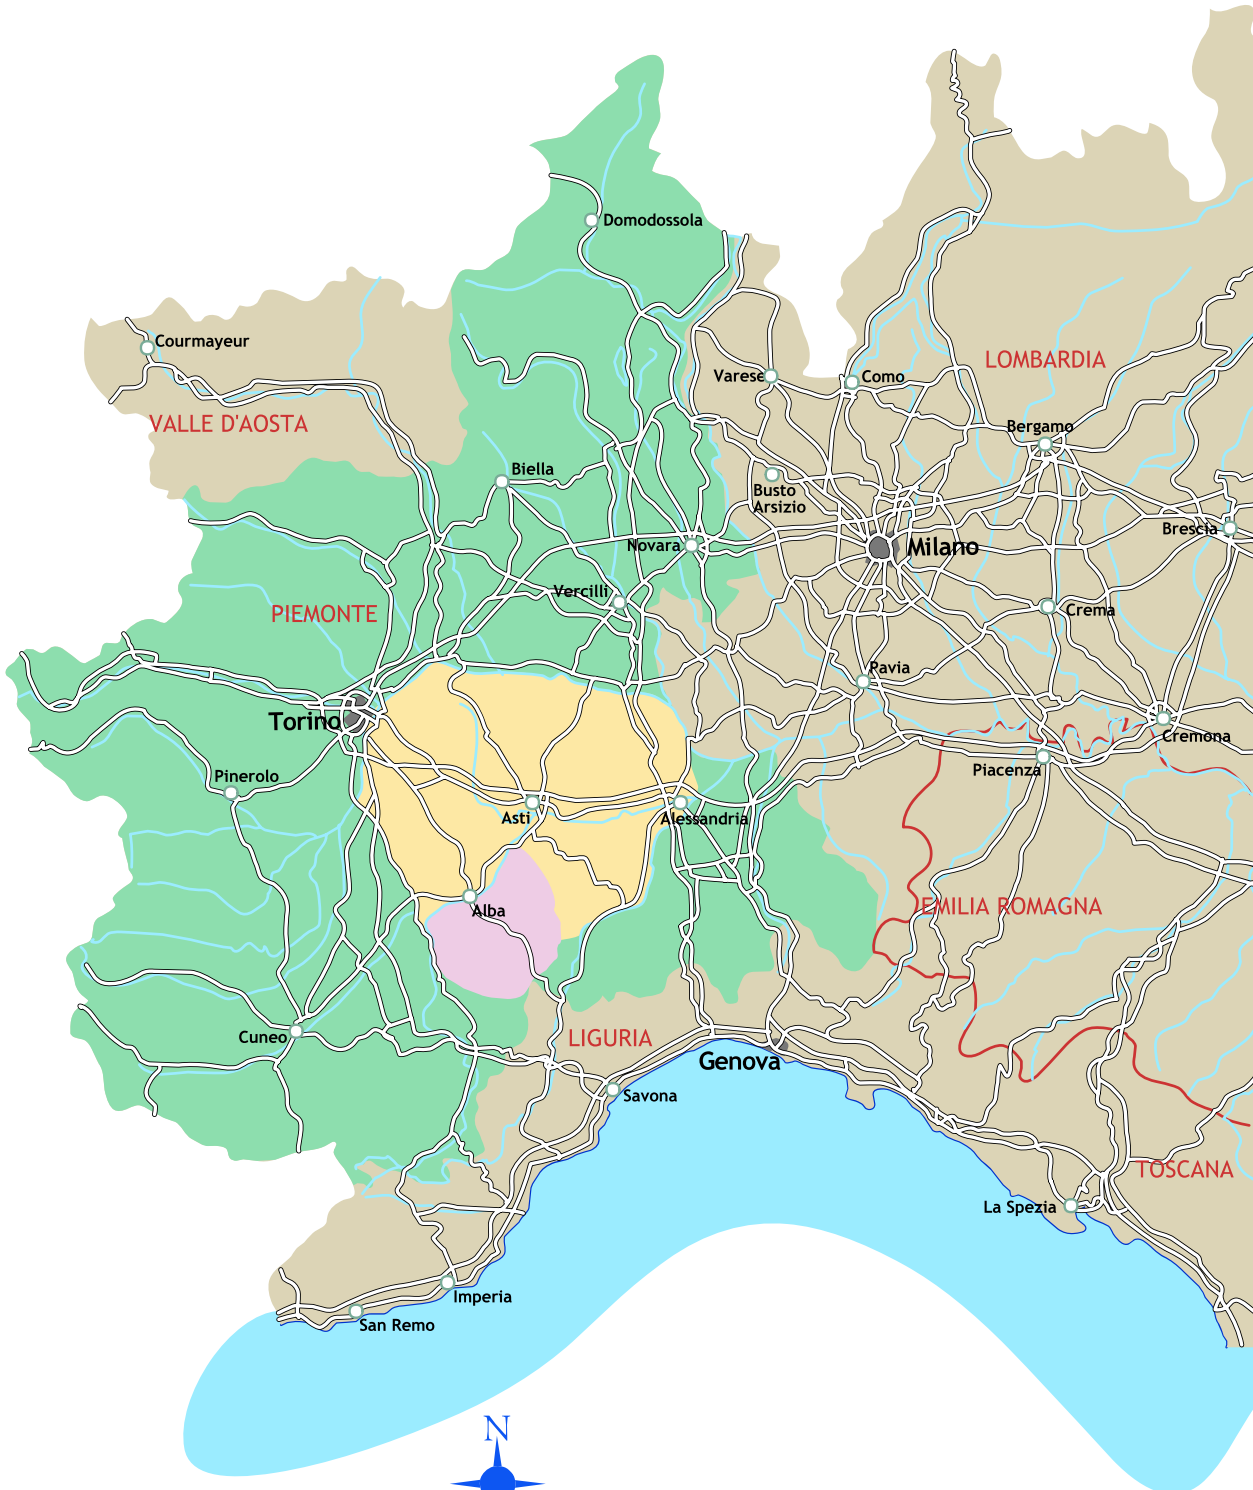 Domodossola
Courmayeur
LOMBARDIA
Varese
Como
VALLE D'AOSTA
Bergamo
Biella
Busto
Arsizio
Brescia
Novara
Milano
Vercilli
PIEMONTE
Crema
Pavia
Torino
Cremona
Piacenza
Pinerolo
Asti
Alessandria
Alba
EMILIA ROMAGNA
Cuneo
LIGURIA
Genova
Savona
TOSCANA
La Spezia
Imperia
San Remo
N